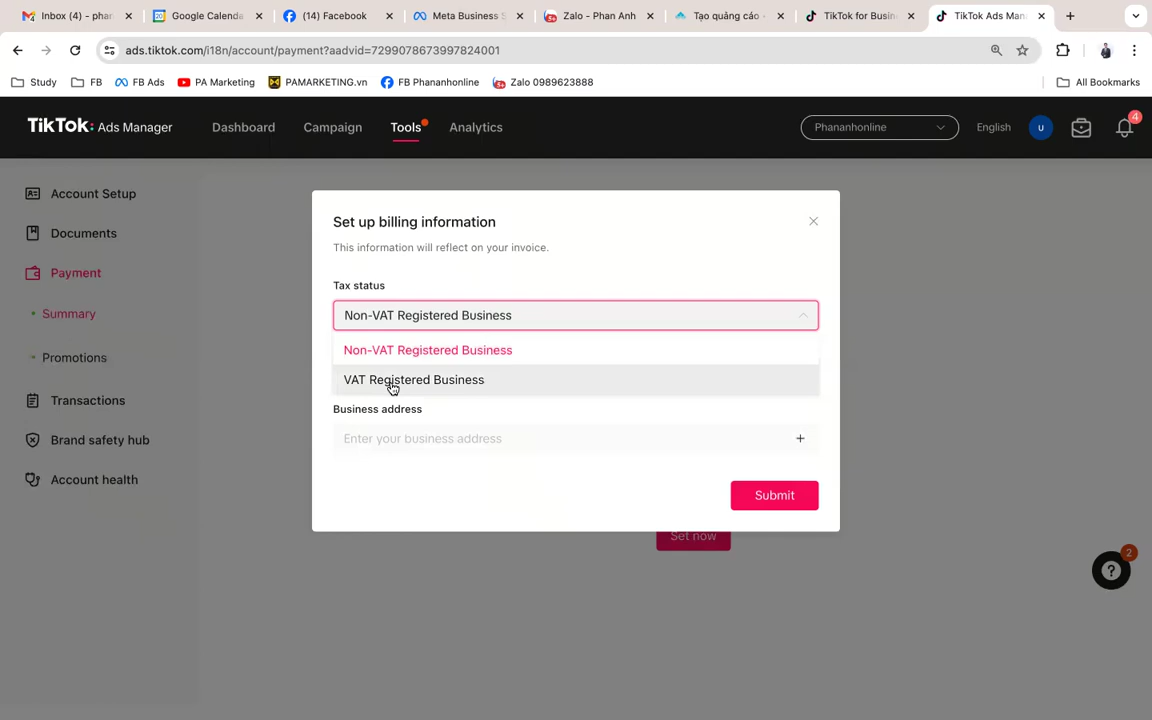 Inbox (4) - phan
Google Calenda
(14) Facebook
Meta Business S
Zalo - Phan Anh
Tạo quảng cáo -
TikTok for Busin
TikTok Ads Man
ads.tiktok.com/i18n/account/payment?aadvid=7299078673997824001
Study
FB
FB Ads
PA Marketing
PAMARKETING.vn
FB Phananhonline
5+
Zalo 0989623888
All Bookmarks
TikTok: Ads Manager
Dashboard
Campaign
Tools
Analytics
Phananhonline
English
U
4
Account Setup
Documents
Payment
Summary
Promotions
Transactions
Brand safety hub
Account health
Set up billing information
This information will reflect on your invoice.
Tax status
Non-VAT Registered Business
Non-VAT Registered Business
VAT Registered Business
Business address
Enter your business address
+
Submit
Set now
2
?